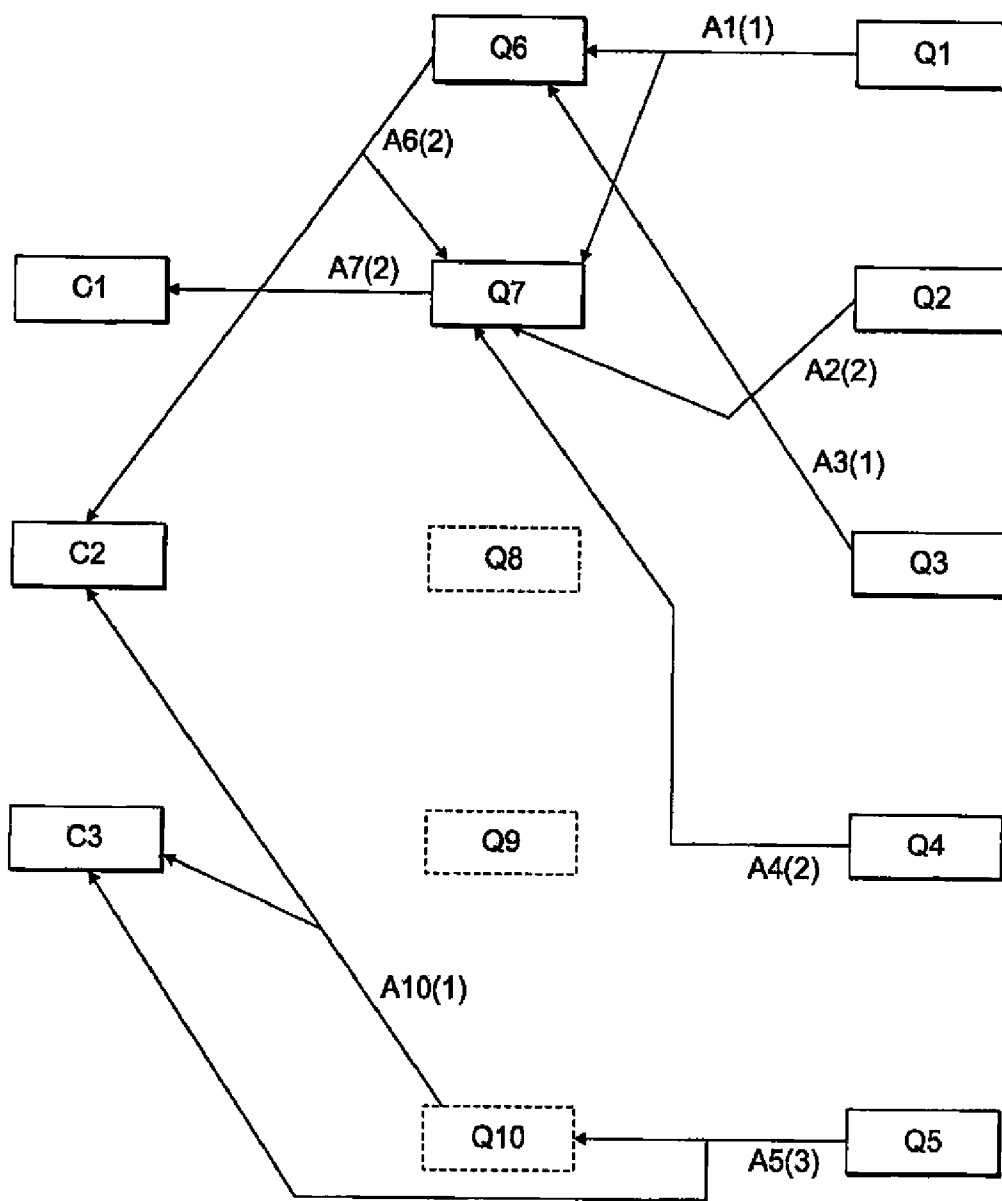 A1(1)
Q6
Q1
A6(2)
C1
A7(2)
Q7
Q2
A2(2)
A3(1)
C2
Q8
Q3
C3
Q9
Q4
A4(2)
A10(1)
Q10
Q5
A5(3)